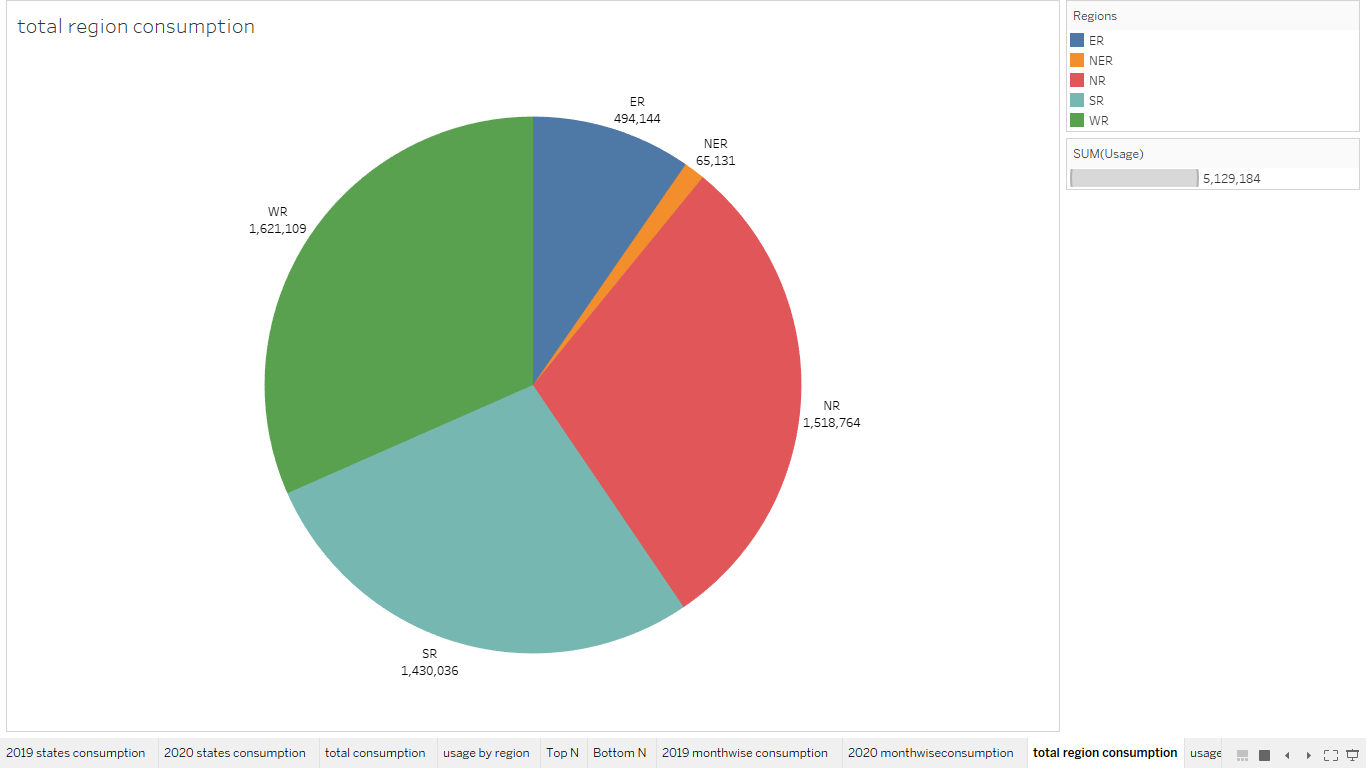 total region consumption
ER
494,144
NER
65,131
WR
1,621,109
NR
1,518,764
SR
1,430,036
Regions
ER
NER
NR
SR
WR
SUM(Usage)
5,129,184
2019 states consumption 2020 states consumption total consumption usage by region Top N Bottom N 2019 monthwise consumption 2020 monthwiseconsumption total region consumption usage